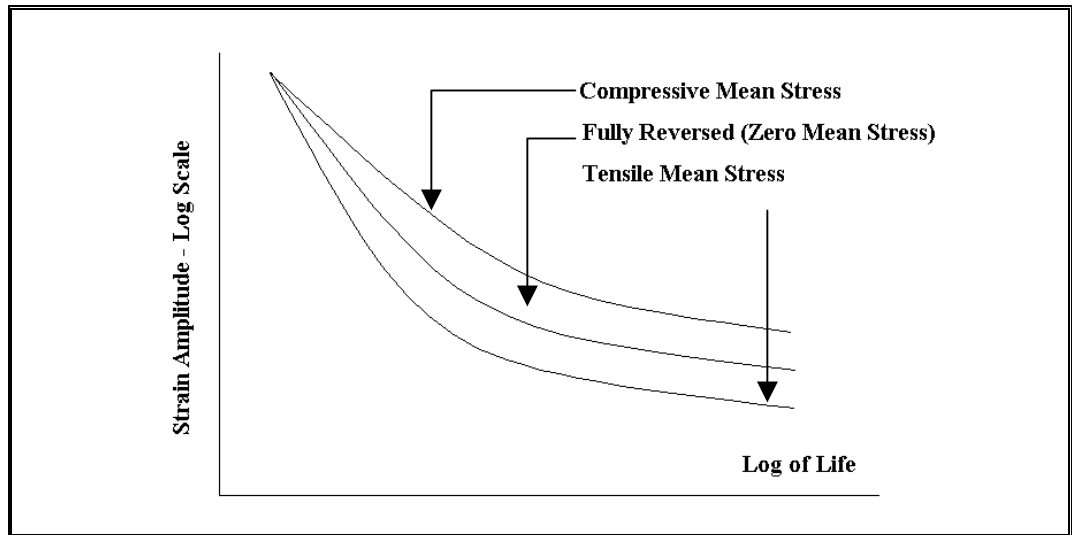 Compressive Mean Stress
Fully Reversed (Zero Mean Stress)
Tensile Mean Stress
Strain Amplitude - Log Scale
Log of Life